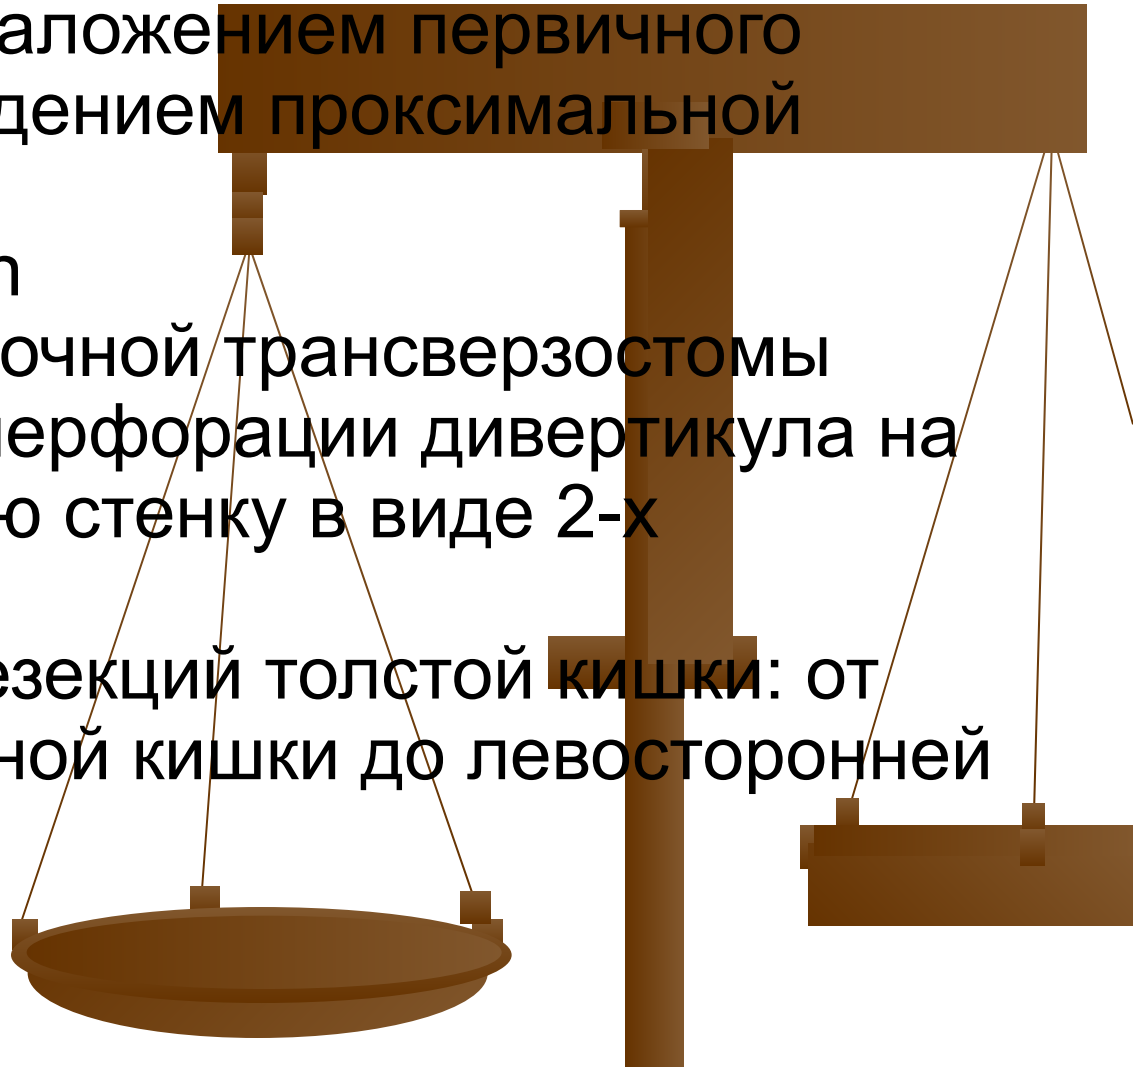 аложением первичного
дением проксимальной
n
очной трансверзостомы
перфорации дивертикула на
ю стенку в виде 2-х
езекций толстой кишки: от
ной кишки до левосторонней